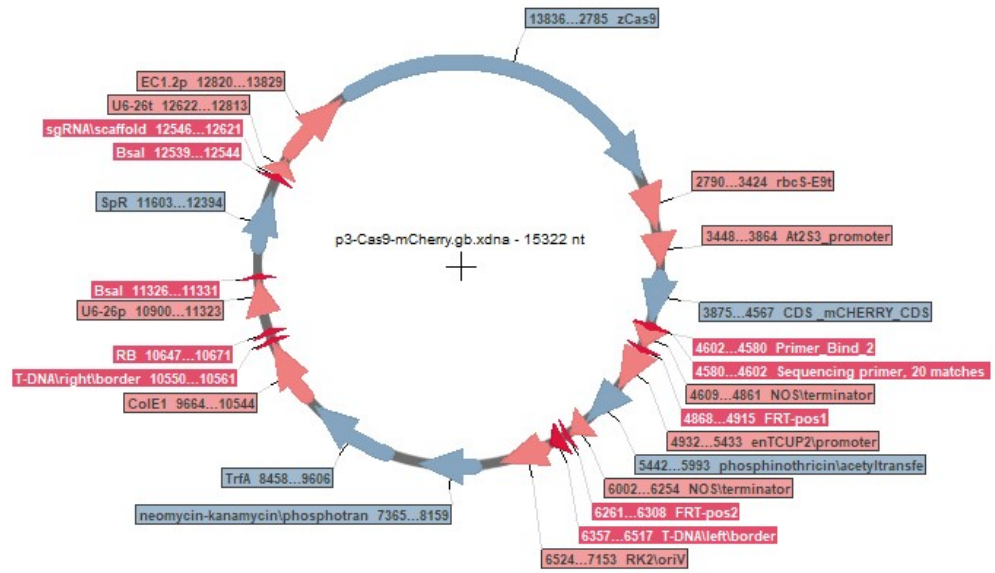 13836...2785 zCas9
EC1.2p 12820...13829
U6-26t 12622...12813
sgRNA\scaffold 12546...12621
BsaI 12539...12544
SpR 11603...12394
BsaI 11326...11331
U6-26p 10900...11323
RB 10647...10671
T-DNA\right\border 10550...10561
ColE1 9664...10544
TrfA 8458...9606
neomycin-kanamycin\phosphotran 7365...8159
p3-Cas9-mCherry.gb.xdna - 15322 nt
2790...3424 rbcS-E9t
3448...3864 At2S3_promoter
3875...4567 CDS _mCHERRY_CDS
4602...4580 Primer_Bind_2
4580...4602 Sequencing primer, 20 matches
4609...4861 NOS\terminator
4868...4915 FRT-pos1
4932...5433 enTCUP2\promoter
5442...5993 phosphinothricin\acetyltransfe
6002...6254 NOS\terminator
6261...6308 FRT-pos2
6357...6517 T-DNA\left\border
6524...7153 RK2\oriV